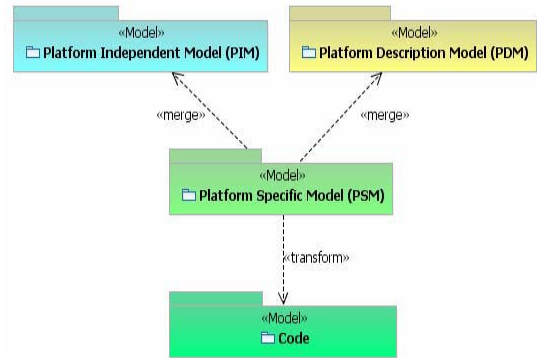 «Model»
Platform Independent Model (PIM)
«Model»
Platform Description Model (PDM)
«merge»
«merge»
«Model»
Platform Specific Model (PSM)
«transform»
«Model»
Code